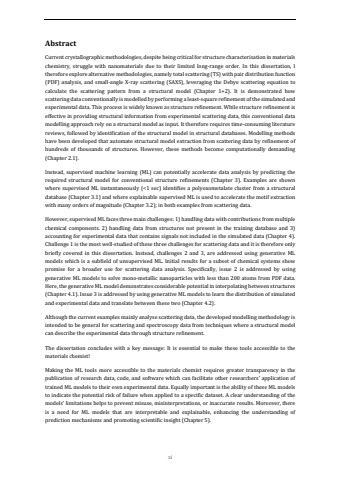 Abstract
Current crystallographic methodologies, despite being critical for structure characterisation in materials
chemistry, struggle with nanomaterials due to their limited long-range order. In this dissertation, I
therefore explore alternative methodologies, namely total scattering (TS) with pair distribution function
(PDF) analysis, and small-angle X-ray scattering (SAXS), leveraging the Debye scattering equation to
calculate the scattering pattern from a structural model (Chapter 1+2). It is demonstrated how
scattering data conventionally is modelled by performing a least-square refinement of the simulated and
experimental data. This process is widely known as structure refinement. While structure refinement is
effective in providing structural information from experimental scattering data, this conventional data
modelling approach rely on a structural model as input. It therefore requires time-consuming literature
reviews, followed by identification of the structural model in structural databases. Modelling methods
have been developed that automate structural model extraction from scattering data by refinement of
hundreds of thousands of structures. However, these methods become computationally demanding
(Chapter 2.1).
Instead, supervised machine learning (ML) can potentially accelerate data analysis by predicting the
required structural model for conventional structure refinements (Chapter 3). Examples are shown
where supervised ML instantaneously (<1 sec) identifies a polyoxometalate cluster from a structural
database (Chapter 3.1) and where explainable supervised ML is used to accelerate the motif extraction
with many orders of magnitude (Chapter 3.2); in both examples from scattering data.
However, supervised ML faces three main challenges: 1) handling data with contributions from multiple
chemical components. 2) handling data from structures not present in the training database and 3)
accounting for experimental data that contains signals not included in the simulated data (Chapter 4).
Challenge 1 is the most well-studied of these three challenges for scattering data and it is therefore only
briefly covered in this dissertation. Instead, challenges 2 and 3, are addressed using generative ML
models which is a subfield of unsupervised ML. Initial results for a subset of chemical systems show
promise for a broader use for scattering data analysis. Specifically, issue 2 is addressed by using
generative ML models to solve mono-metallic nanoparticles with less than 200 atoms from PDF data.
Here, the generative ML model demonstrates considerable potential in interpolating between structures
(Chapter 4.1). Issue 3 is addressed by using generative ML models to learn the distribution of simulated
and experimental data and translate between these two (Chapter 4.2).
Although the current examples mainly analyse scattering data, the developed modelling methodology is
intended to be general for scattering and spectroscopy data from techniques where a structural model
can describe the experimental data through structure refinement.
The dissertation concludes with a key message: It is essential to make these tools accessible to the
materials chemist!
Making the ML tools more accessible to the materials chemist requires greater transparency in the
publication of research data, code, and software which can facilitate other researchers' application of
trained ML models to their own experimental data. Equally important is the ability of these ML models
to indicate the potential risk of failure when applied to a specific dataset. A clear understanding of the
models' limitations helps to prevent misuse, misinterpretations, or inaccurate results. Moreover, there
is a need for ML models that are interpretable and explainable, enhancing the understanding of
prediction mechanisms and promoting scientific insight (Chapter 5).